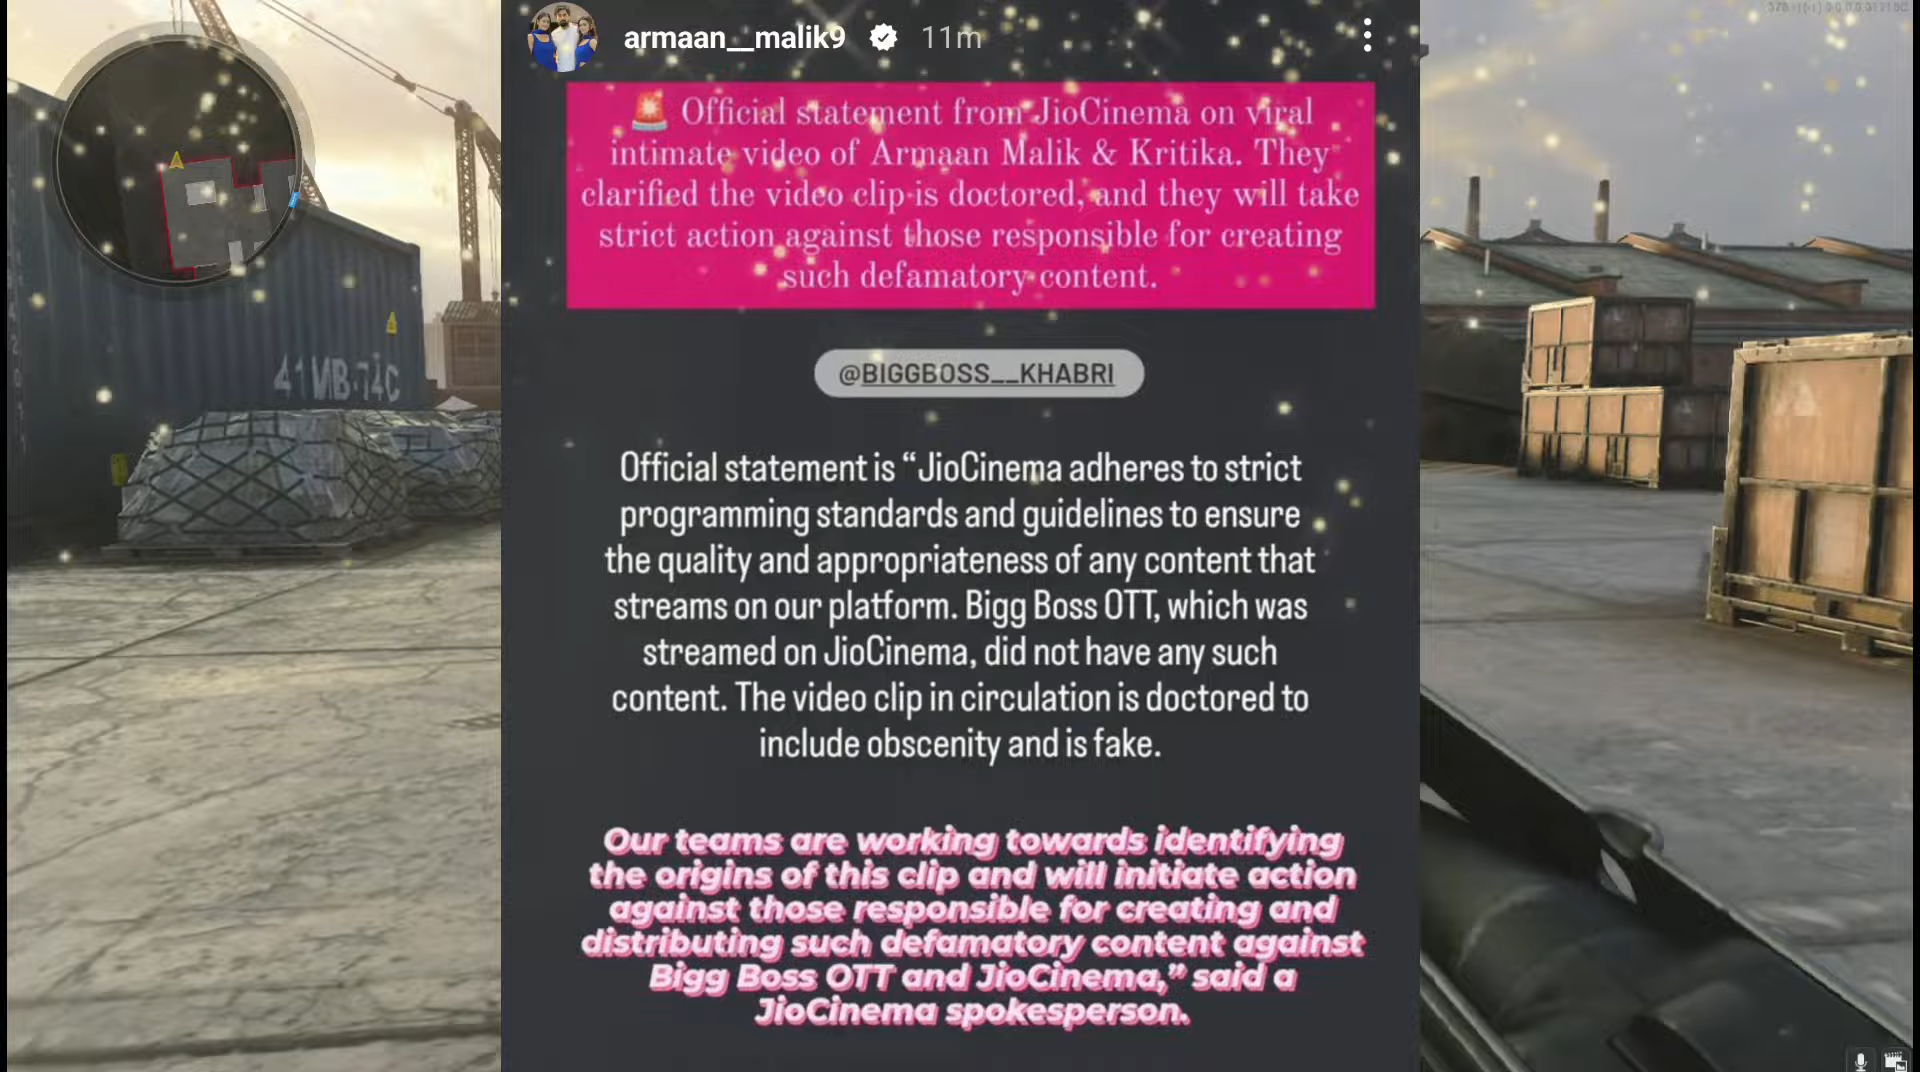 armaan__malik9 11m
🚨 Official statement from JioCinema on viral
intimate video of Armaan Malik & Kritika. They
clarified the video clip is doctored, and they will take
strict action against those responsible for creating
such defamatory content.
@BIGGBOSS__KHABRI
Official statement is “JioCinema adheres to strict
programming standards and guidelines to ensure
the quality and appropriateness of any content that
streams on our platform. Bigg Boss OTT, which was
streamed on JioCinema, did not have any such
content. The video clip in circulation is doctored to
include obscenity and is fake.
Our teams are working towards identifying
the origins of this clip and will initiate action
against those responsible for creating and
distributing such defamatory content against
Bigg Boss OTT and JioCinema,” said a
JioCinema spokesperson.